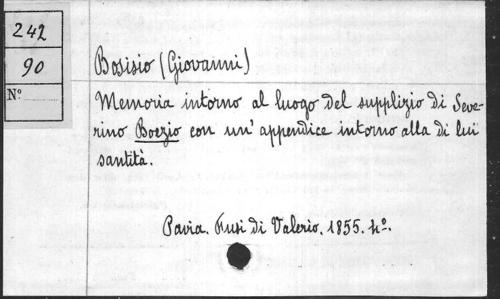 242
90
N.º
Bosisio (Giovanni)
Memoria intorno al luogo del supplizio di Seve-
rino Boezio con un' appendice intorno alla di lui
santità.
Pavia. Fusi di Valerio. 1855. 4º.